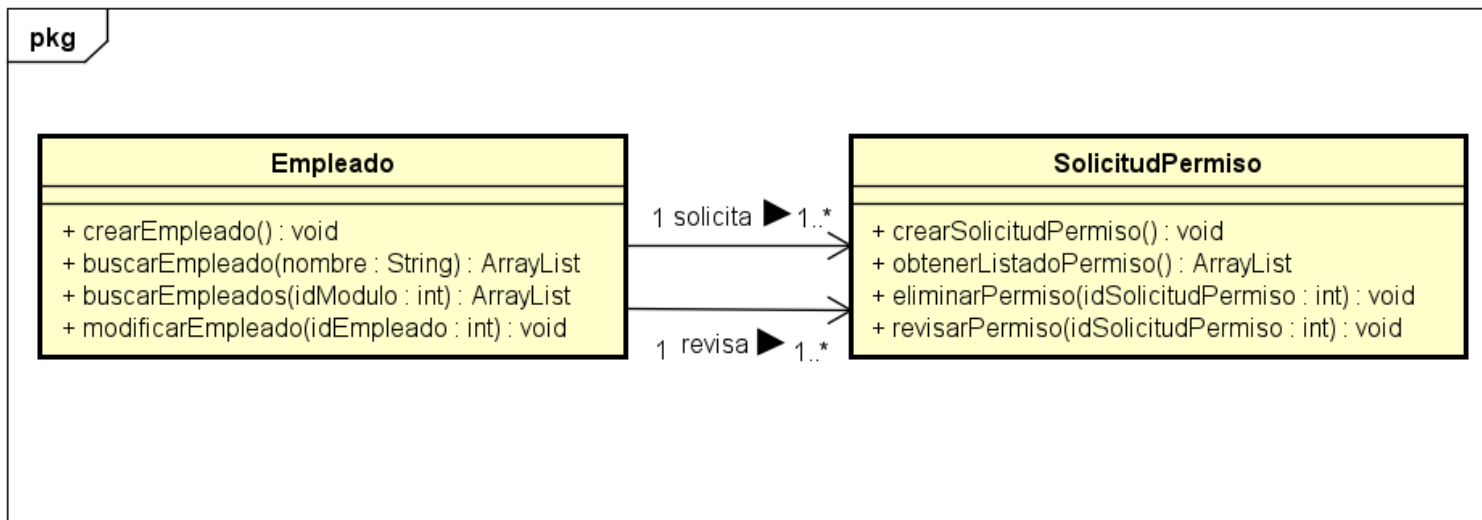 pkg
Empleado
+ crearEmpleado() : void
+ buscarEmpleado(nombre : String) : ArrayList
+ buscarEmpleados(idModulo : int) : ArrayList
+ modificarEmpleado(idEmpleado : int) : void
1 solicita ▶ 1..*
1 revisa ▶ 1..*
SolicitudPermiso
+ crearSolicitudPermiso() : void
+ obtenerListadoPermiso() : ArrayList
+ eliminarPermiso(idSolicitudPermiso : int) : void
+ revisarPermiso(idSolicitudPermiso : int) : void